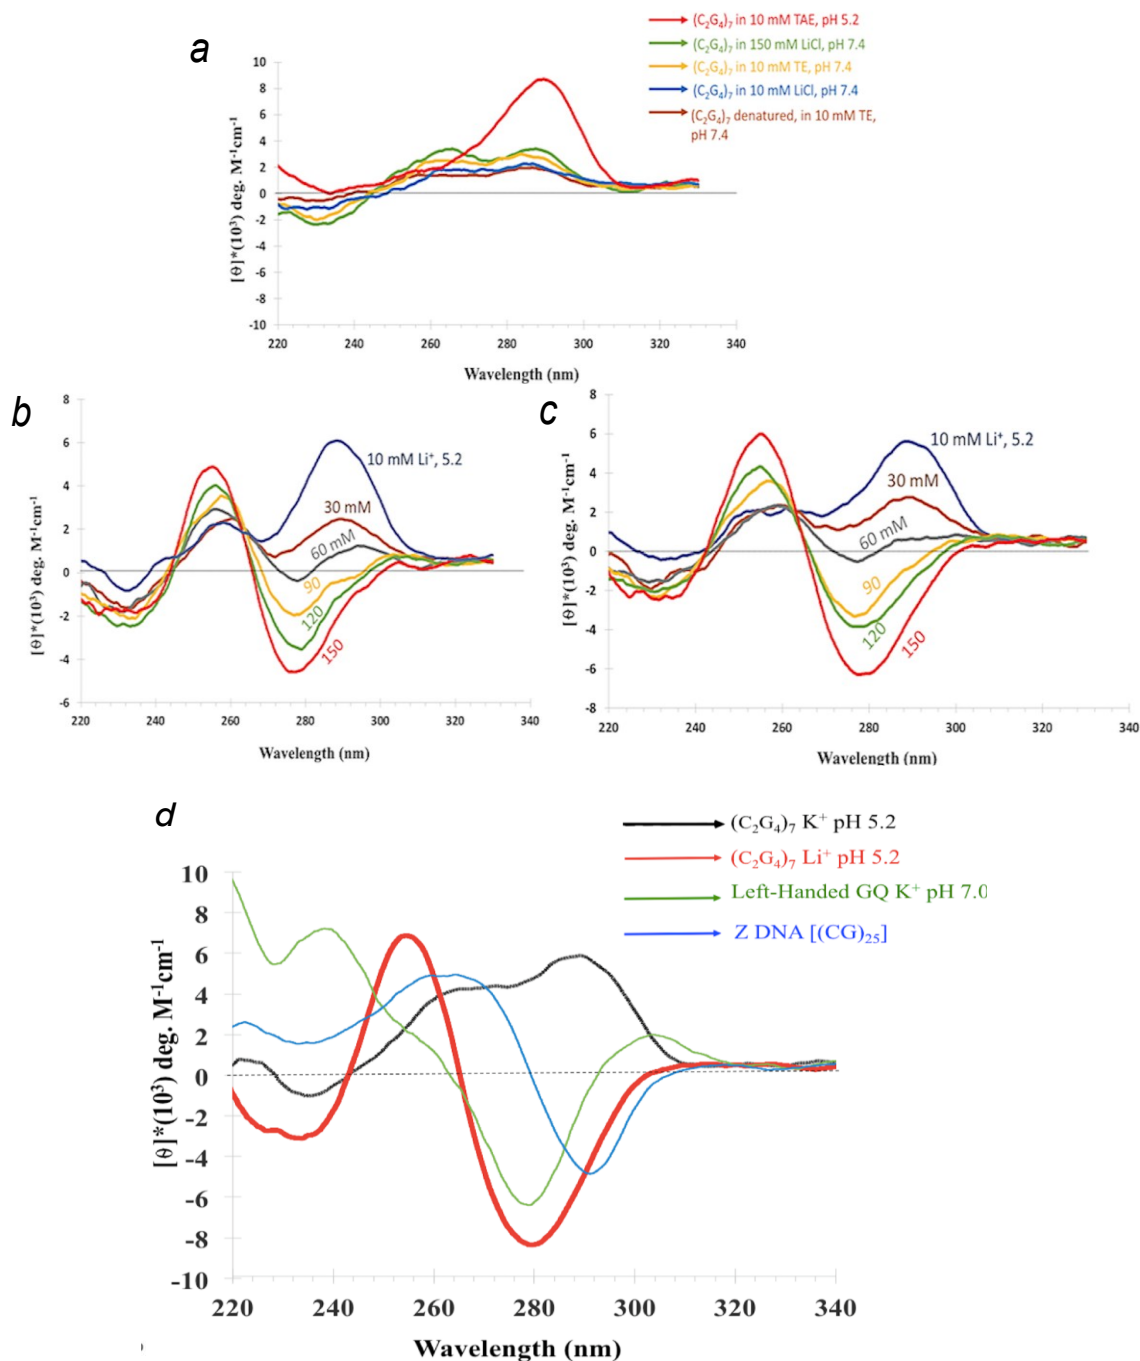 a
(C₂G₄)₇ in 10 mM TAE, pH 5.2
(C₂G₄)₇ in 150 mM LiCl, pH 7.4
(C₂G₄)₇ in 10 mM TE, pH 7.4
(C₂G₄)₇ in 10 mM LiCl, pH 7.4
(C₂G₄)₇ denatured, in 10 mM TE,
pH 7.4
[θ]*(10³) deg. M⁻¹cm⁻¹
10
8
6
4
2
0
-2
-4
-6
-8
-10
220 240 260 280 300 320 340
Wavelength (nm)
b
[θ]*(10³) deg. M⁻¹cm⁻¹
8
6
4
2
0
-2
-4
-6
10 mM Li⁺, 5.2
30 mM
60 mM
90
120
150
220 240 260 280 300 320 340
Wavelength (nm)
c
[θ]*(10³) deg. M⁻¹cm⁻¹
8
6
4
2
0
-2
-4
-6
-8
10 mM Li⁺, 5.2
30 mM
60 mM
90
120
150
220 240 260 280 300 320 340
Wavelength (nm)
d
(C₂G₄)₇ K⁺ pH 5.2
(C₂G₄)₇ Li⁺ pH 5.2
Left-Handed GQ K⁺ pH 7.0
Z DNA [(CG)₂₅]
[θ]*(10³) deg. M⁻¹cm⁻¹
10
8
6
4
2
0
-2
-4
-6
-8
-10
220 240 260 280 300 320 340
Wavelength (nm)